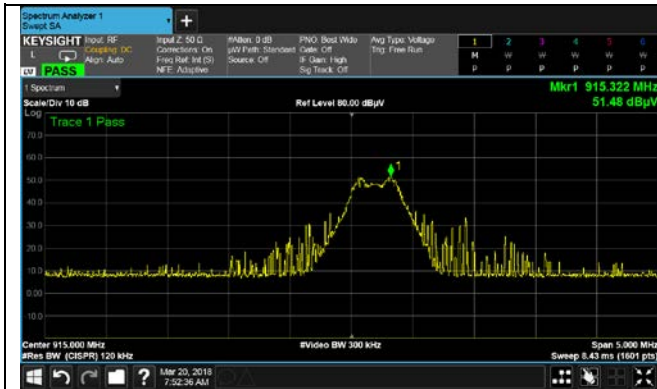 Spectrum Analyzer 1
Swept SA
+
KEYSIGHT Input: RF Input Z: 50 Ω #Atten: 0 dB PNO: Best Wide Avg Type: Voltage 1 2 3 4 5 6
L Coupling: DC Corrections: On µW Path: Standard Gate: Off Trig: Free Run M W W W W W
Align: Auto Freq Ref: Int (S) Source: Off IF Gain: High P P P P P P
PASS NFE: Adaptive Sig Track: Off
1 Spectrum Mkr1 915.322 MHz
Scale/Div 10 dB Ref Level 80.00 dBµV 51.48 dBµV
Log
Trace 1 Pass
70.0
60.0
1
50.0
40.0
30.0
20.0
10.0
0.00
10.0
Center 915.000 MHz #Video BW 300 kHz Span 5.000 MHz
#Res BW (CISPR) 120 kHz Sweep 8.43 ms (1601 pts)
? Mar 20, 2018
7:52:36 AM